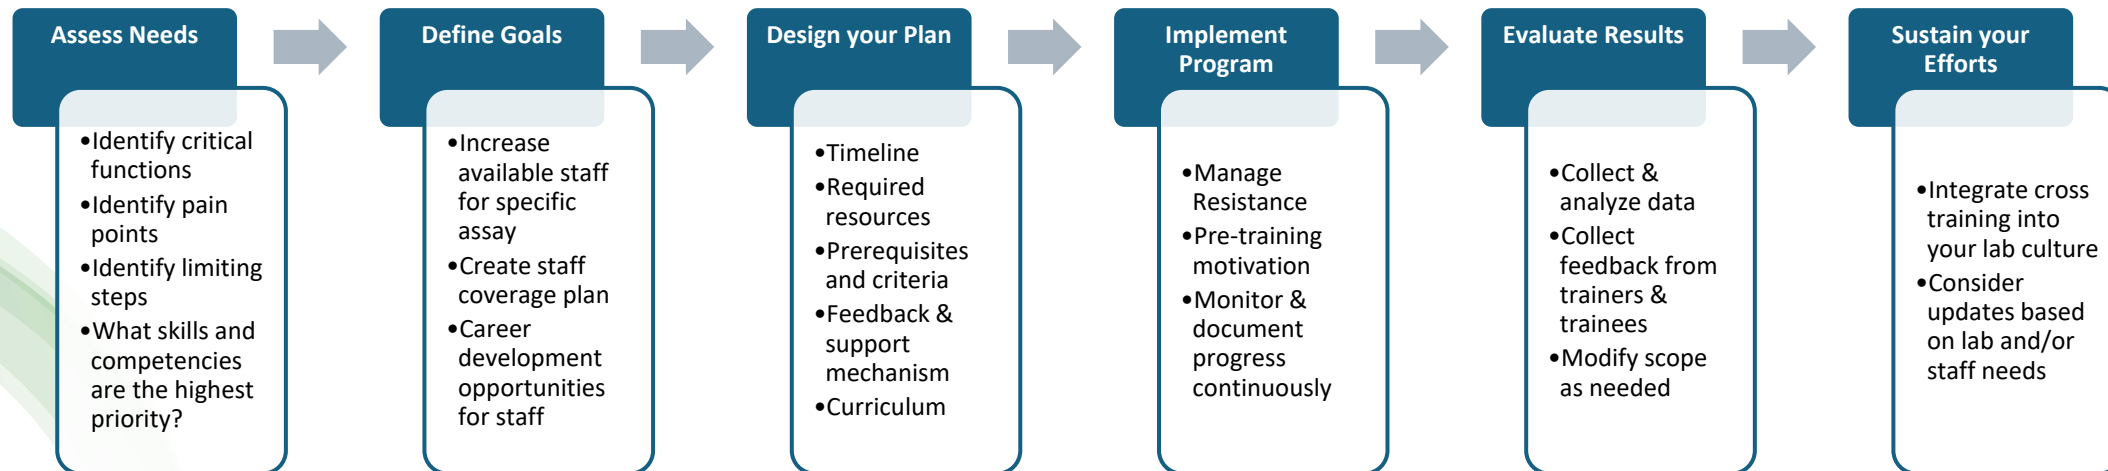 Assess Needs
•Identify critical
functions
•Identify pain
points
•Identify limiting
steps
•What skills and
competencies
are the highest
priority?
Define Goals
•Increase
available staff
for specific
assay
•Create staff
coverage plan
•Career
development
opportunities
for staff
Design your Plan
•Timeline
•Required
resources
•Prerequisites
and criteria
•Feedback &
support
mechanism
•Curriculum
Implement
Program
•Manage
Resistance
•Pre-training
motivation
•Monitor &
document
progress
continuously
Evaluate Results
•Collect &
analyze data
•Collect
feedback from
trainers &
trainees
•Modify scope
as needed
Sustain your
Efforts
•Integrate cross
training into
your lab culture
•Consider
updates based
on lab and/or
staff needs